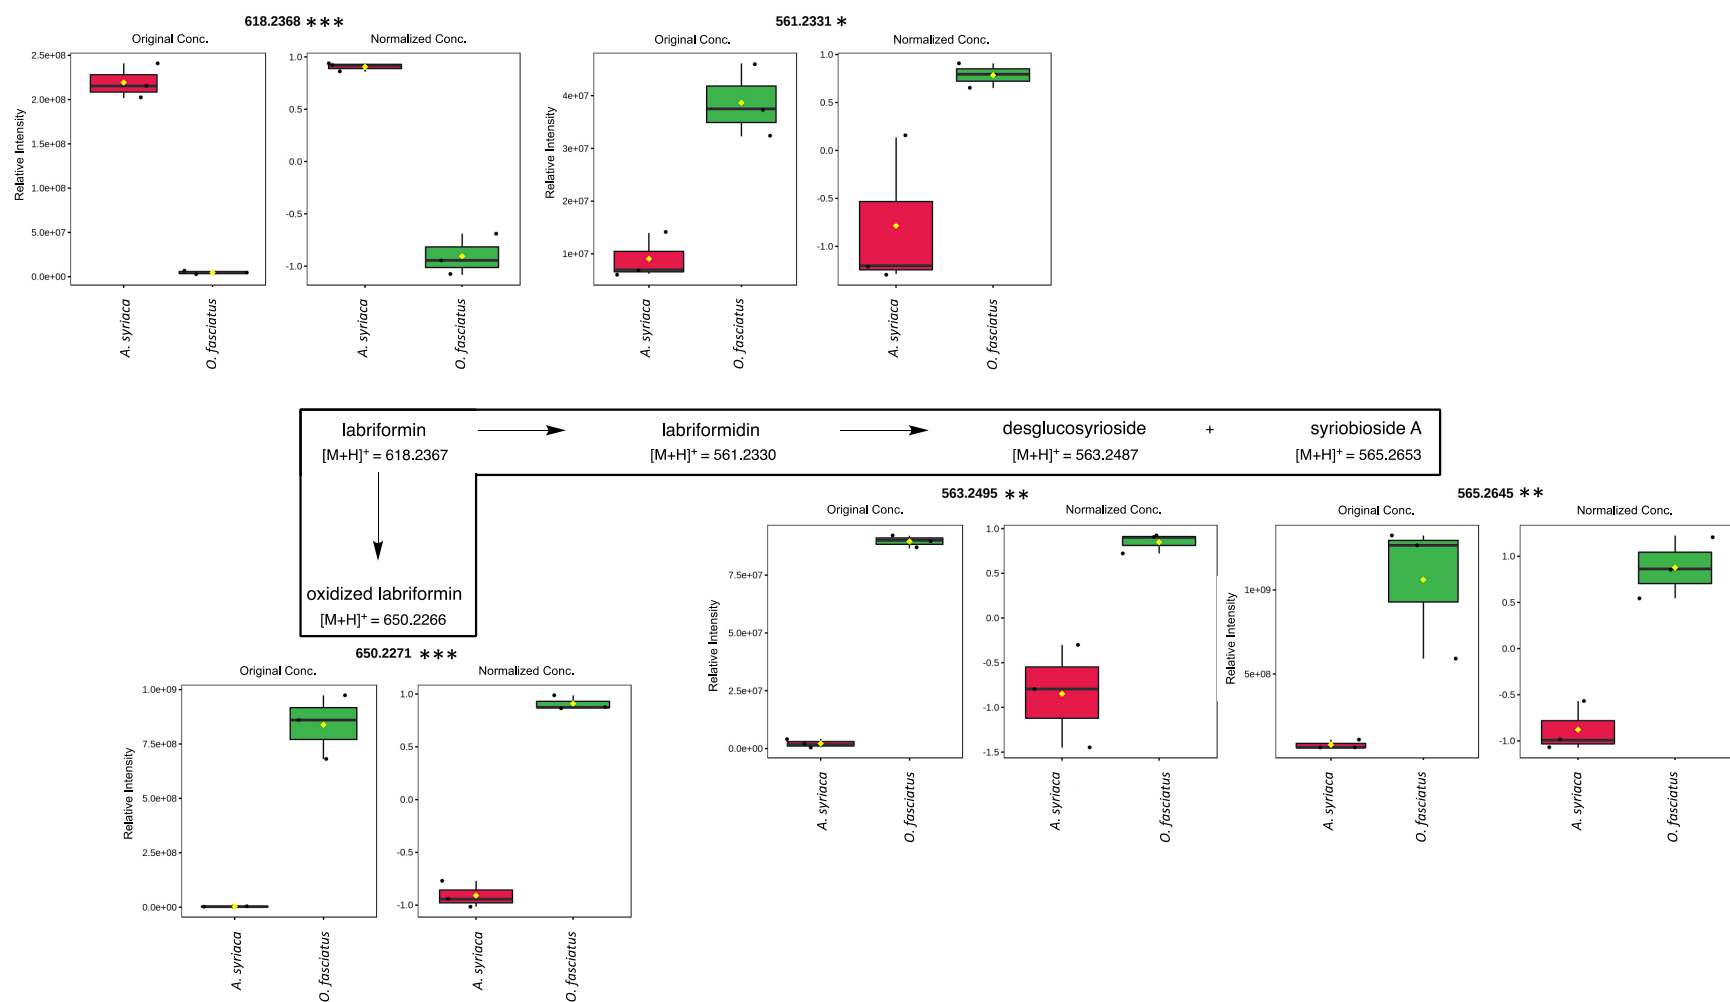 618.2368 ***
561.2331 *
Original Conc.
Normalized Conc.
Original Conc.
Normalized Conc.
Relative Intensity
2.5e+08
2.0e+08
1.5e+08
1.0e+08
5.0e+07
0.0e+00
A. syriaca
O. fasciatus
1.0
0.5
0.0
-0.5
-1.0
A. syriaca
O. fasciatus
Relative Intensity
4e+07
3e+07
2e+07
1e+07
A. syriaca
O. fasciatus
1.0
0.5
0.0
-0.5
-1.0
A. syriaca
O. fasciatus
labriformin
labriformidin
desglucosyrioside
+
syriobioside A
[M+H]+ = 618.2367
[M+H]+ = 561.2330
[M+H]+ = 563.2487
[M+H]+ = 565.2653
oxidized labriformin
[M+H]+ = 650.2266
563.2495 **
565.2645 **
Original Conc.
Normalized Conc.
Original Conc.
Normalized Conc.
Relative Intensity
7.5e+07
5.0e+07
2.5e+07
0.0e+00
A. syriaca
O. fasciatus
1.0
0.5
0.0
-0.5
-1.0
-1.5
A. syriaca
O. fasciatus
Relative Intensity
1e+09
5e+08
A. syriaca
O. fasciatus
1.0
0.5
0.0
-0.5
-1.0
A. syriaca
O. fasciatus
650.2271 ***
Original Conc.
Normalized Conc.
Relative Intensity
1.0e+09
7.5e+08
5.0e+08
2.5e+08
0.0e+00
A. syriaca
O. fasciatus
1.0
0.5
0.0
-0.5
-1.0
A. syriaca
O. fasciatus